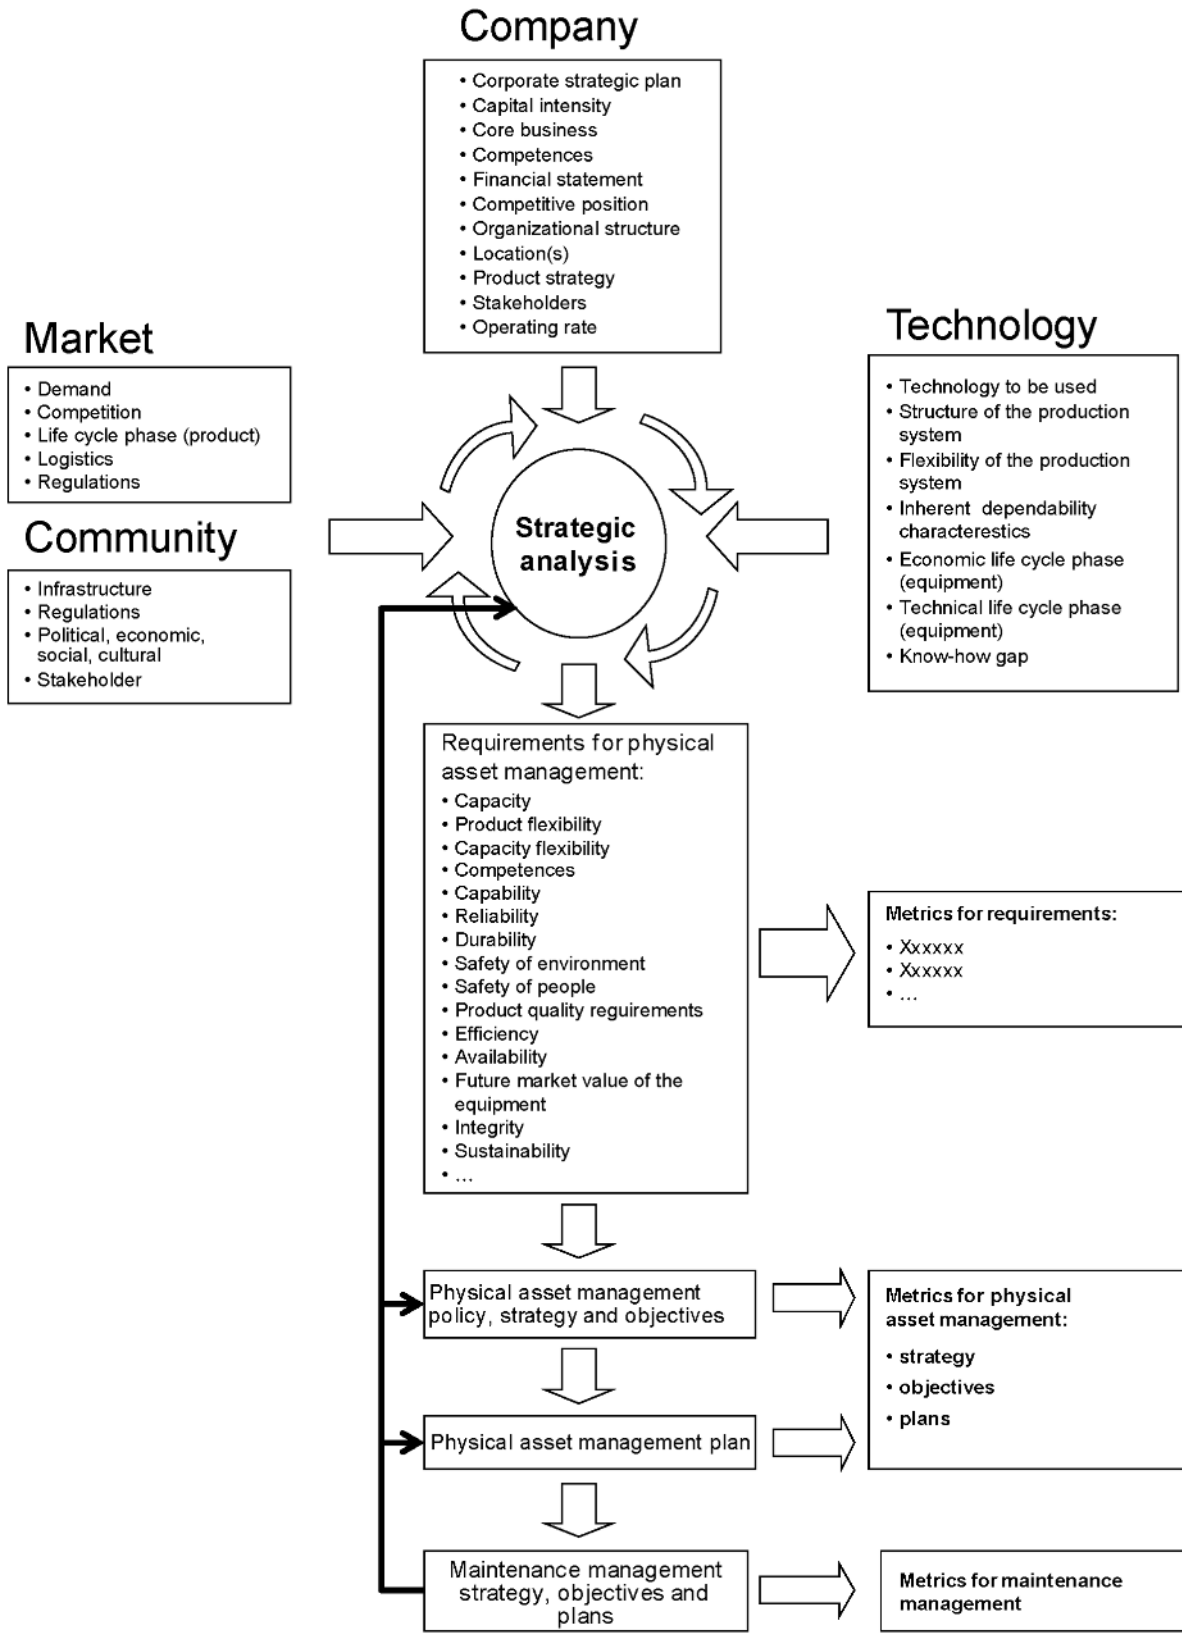 Company
• Corporate strategic plan
• Capital intensity
• Core business
• Competences
• Financial statement
• Competitive position
• Organizational structure
• Location(s)
• Product strategy
• Stakeholders
• Operating rate
Market
• Demand
• Competition
• Life cycle phase (product)
• Logistics
• Regulations
Community
• Infrastructure
• Regulations
• Political, economic,
social, cultural
• Stakeholder
Technology
• Technology to be used
• Structure of the production
system
• Flexibility of the production
system
• Inherent dependability
characterestics
• Economic life cycle phase
(equipment)
• Technical life cycle phase
(equipment)
• Know-how gap
Strategic
analysis
Requirements for physical
asset management:
• Capacity
• Product flexibility
• Capacity flexibility
• Competences
• Capability
• Reliability
• Durability
• Safety of environment
• Safety of people
• Product quality reguirements
• Efficiency
• Availability
• Future market value of the
equipment
• Integrity
• Sustainability
• ...
Metrics for requirements:
• Xxxxxx
• Xxxxxx
• ...
Physical asset management
policy, strategy and objectives
Metrics for physical
asset management:
• strategy
• objectives
• plans
Physical asset management plan
Maintenance management
strategy, objectives and
plans
Metrics for maintenance
management